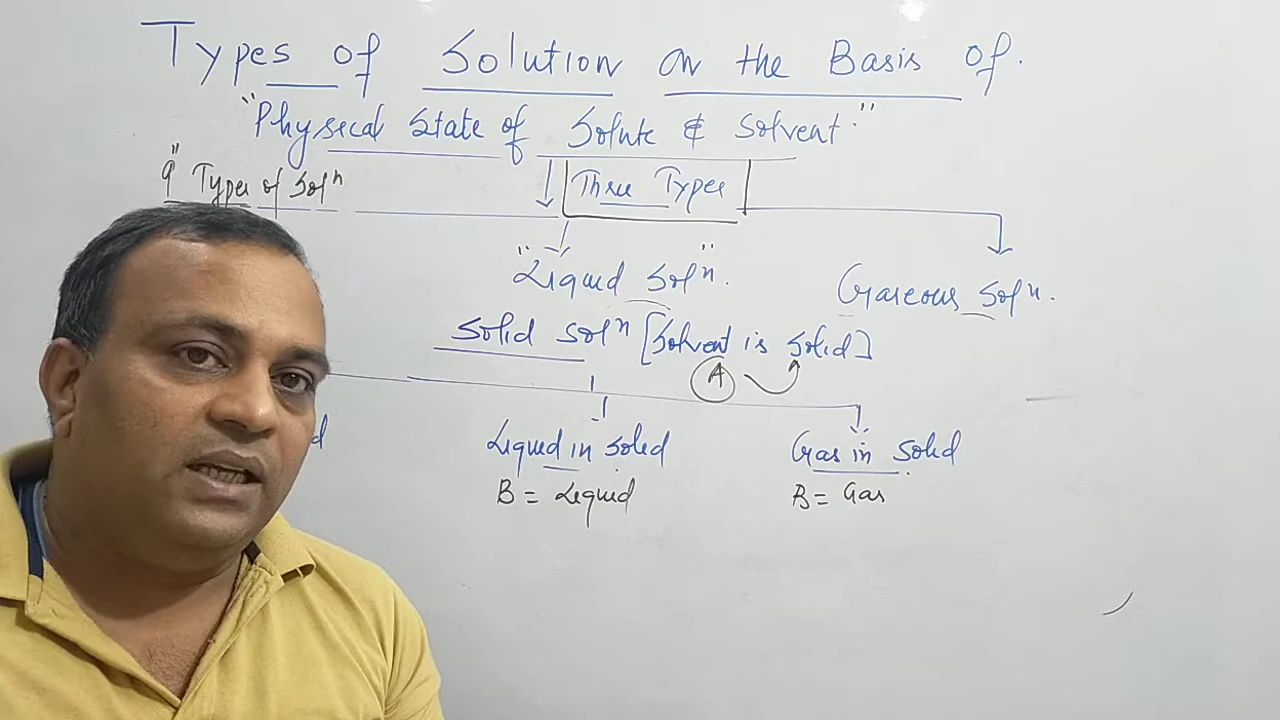 Types of Solution on the Basis of.
"Physical State of Solute & Solvent."
"9" Types of Solⁿ
Three Types
"Liquid Solⁿ".
Gaseous Solⁿ.
Solid Solⁿ [Solvent is Solid]
A
Liquid in Solid
Gas in Solid
B = Liquid
B = Gas